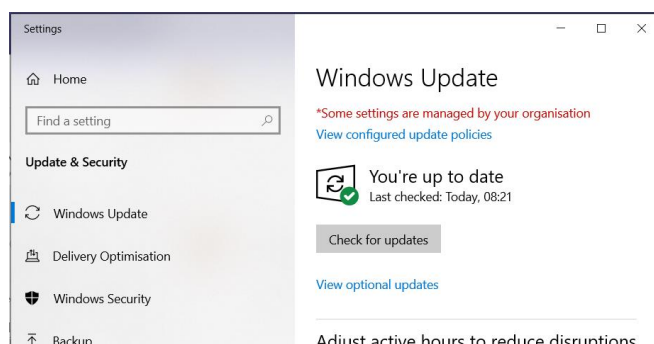 Settings
Home
Find a setting
Update & Security
Windows Update
Delivery Optimisation
Windows Security
Backup
Windows Update
*Some settings are managed by your organisation
View configured update policies
You're up to date
Last checked: Today, 08:21
Check for updates
View optional updates
Adjust active hours to reduce disruptions